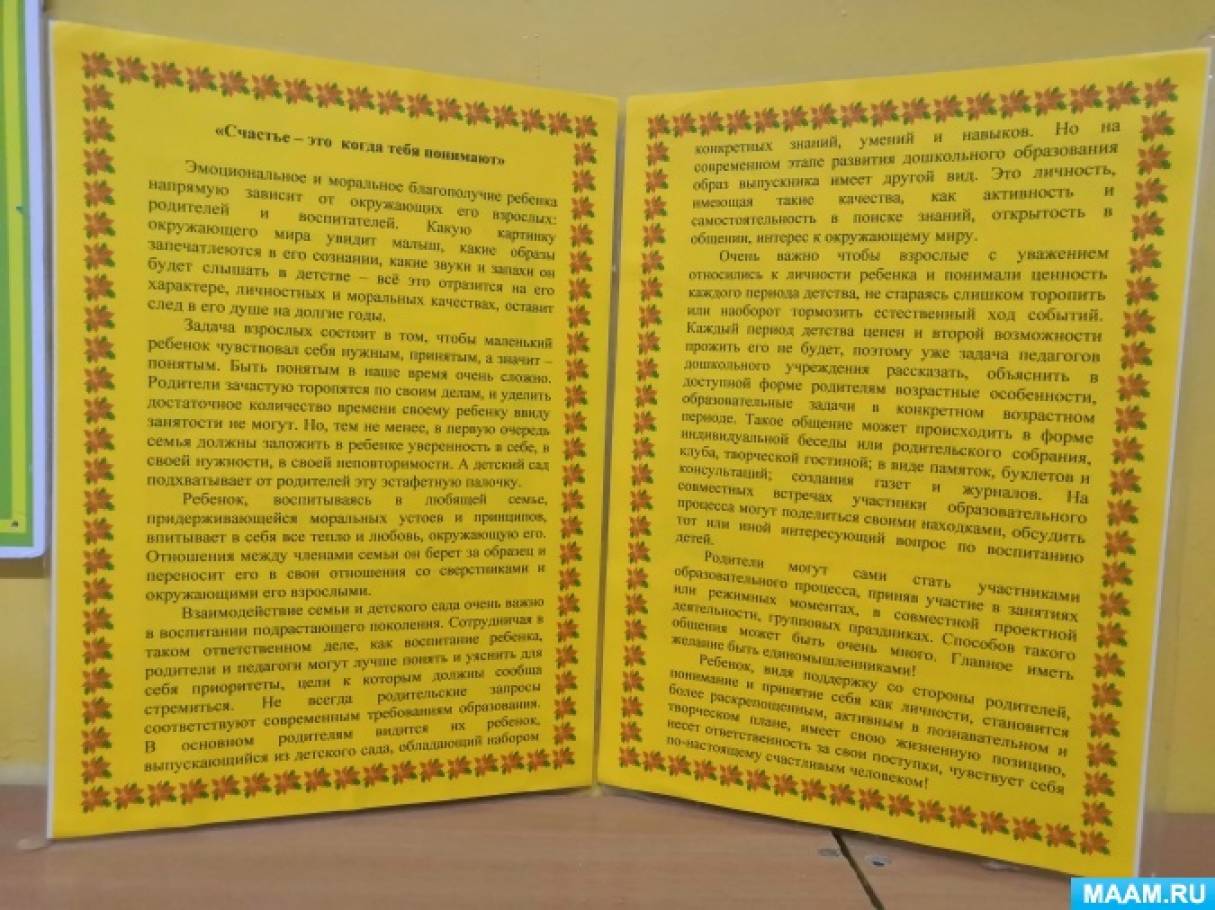 «Счастье – это когда тебя понимают»
Эмоциональное и моральное благополучие ребенка
напрямую зависит от окружающих его взрослых:
родителей и воспитателей. Какую картинку
окружающего мира увидит малыш, какие образы
запечатлеются в его сознании, какие звуки и запахи он
будет слышать в детстве – всё это отразится на его
характере, личностных и моральных качествах, оставит
след в его душе на долгие годы.
Задача взрослых состоит в том, чтобы маленький
ребенок чувствовал себя нужным, принятым, а значит –
понятым. Быть понятым в наше время очень сложно.
Родители зачастую торопятся по своим делам, и уделить
достаточное количество времени своему ребенку ввиду
занятости не могут. Но, тем не менее, в первую очередь
семья должны заложить в ребенке уверенность в себе, в
своей нужности, в своей неповторимости. А детский сад
подхватывает от родителей эту эстафетную палочку.
Ребенок, воспитываясь в любящей семье,
придерживающейся моральных устоев и принципов,
впитывает в себя все тепло и любовь, окружающую его.
Отношения между членами семьи он берет за образец и
переносит его в свои отношения со сверстниками и
окружающими его взрослыми.
Взаимодействие семьи и детского сада очень важно
в воспитании подрастающего поколения. Сотрудничая в
таком ответственном деле, как воспитание ребенка,
родители и педагоги могут лучше понять и уяснить для
себя приоритеты, цели к которым должны сообща
стремиться. Не всегда родительские запросы
соответствуют современным требованиям образования.
В основном родителям видится их ребенок,
выпускающийся из детского сада, обладающий набором
конкретных знаний, умений и навыков. Но на
современном этапе развития дошкольного образования
образ выпускника имеет другой вид. Это личность,
имеющая такие качества, как активность и
самостоятельность в поиске знаний, открытость в
общении, интерес к окружающему миру.
Очень важно чтобы взрослые с уважением
относились к личности ребенка и понимали ценность
каждого периода детства, не стараясь слишком торопить
или наоборот тормозить естественный ход событий.
Каждый период детства ценен и второй возможности
прожить его не будет, поэтому уже задача педагогов
дошкольного учреждения рассказать, объяснить в
доступной форме родителям возрастные особенности,
образовательные задачи в конкретном возрастном
периоде. Такое общение может происходить в форме
индивидуальной беседы или родительского собрания,
клуба, творческой гостиной; в виде памяток, буклетов и
консультаций; создания газет и журналов. На
совместных встречах участники образовательного
процесса могут поделиться своими находками, обсудить
тот или иной интересующий вопрос по воспитанию
детей.
Родители могут сами стать участниками
образовательного процесса, приняв участие в занятиях
или режимных моментах, в совместной проектной
деятельности, групповых праздниках. Способов такого
общения может быть очень много. Главное иметь
желание быть единомышленниками!
Ребенок, видя поддержку со стороны родителей,
понимание и принятие себя как личности, становится
более раскрепощенным, активным в познавательном и
творческом плане, имеет свою жизненную позицию,
несет ответственность за свои поступки, чувствует себя
по-настоящему счастливым человеком!
MAAM.RU